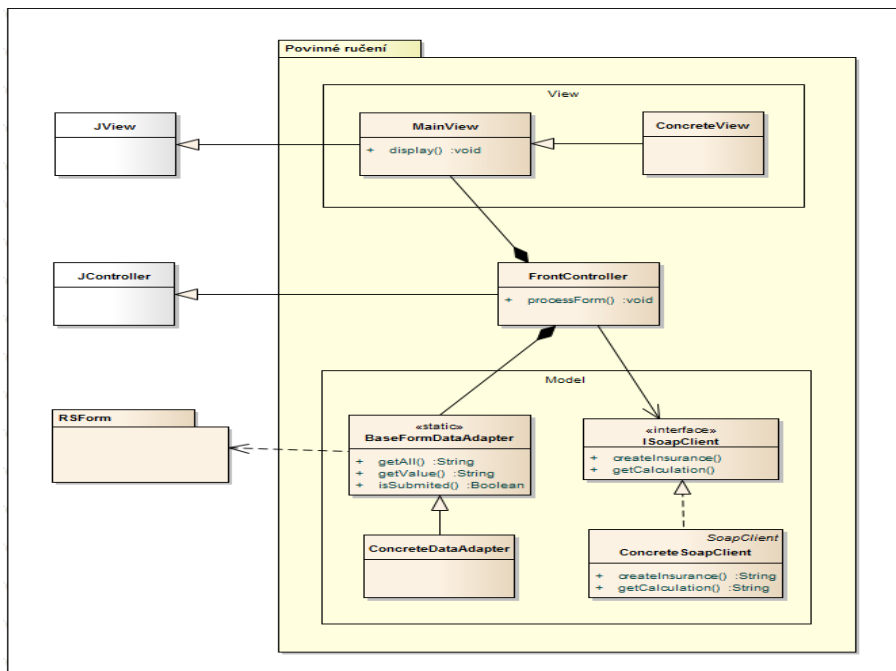 Povinné ručení
View
JView
MainView
+ display() :void
ConcreteView
JController
FrontController
+ processForm() :void
Model
RSForm
«static»
BaseFormDataAdapter
+ getAll() :String
+ getValue() :String
+ isSubmited() :Boolean
«interface»
ISoapClient
+ createInsurance()
+ getCalculation()
ConcreteDataAdapter
SoapClient
ConcreteSoapClient
+ createInsurance() :String
+ getCalculation() :String